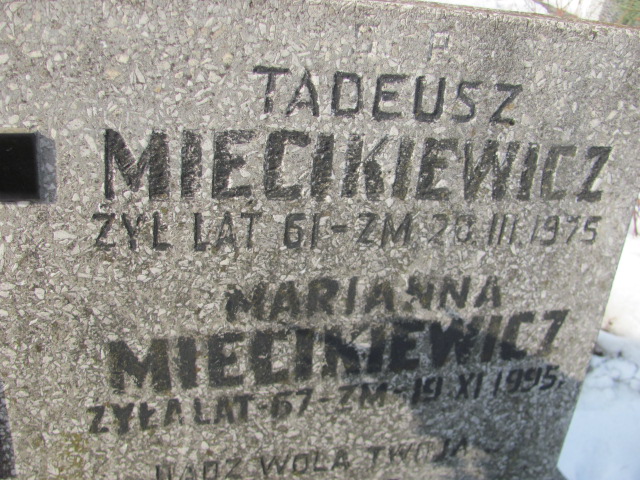 Ś. P.
TADEUSZ
MIECIKIEWICZ
ŻYŁ LAT 61-ZM. 20.III.1975
MARIANNA
MIECIKIEWICZ
ŻYŁA LAT-67-ZM-19.XI 1995.
BĄDŹ WOLA TWOJA